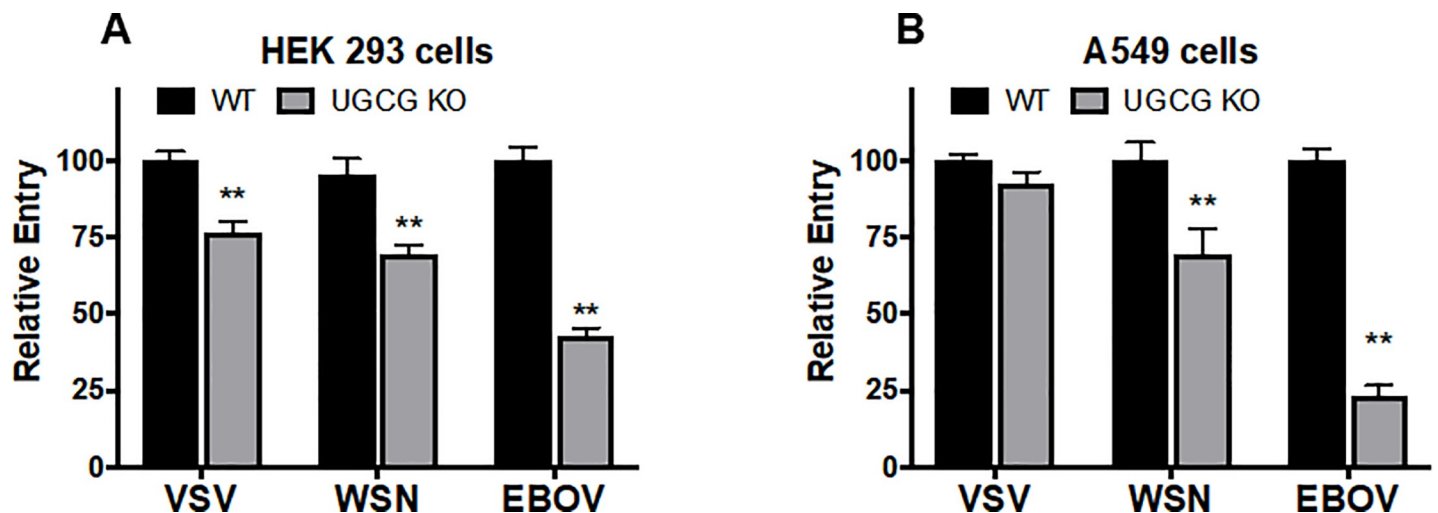 A
HEK 293 cells
WT UGCG KO
Relative Entry
100
75
50
25
0
**
**
**
VSV WSN EBOV
B
A549 cells
WT UGCG KO
Relative Entry
100
75
50
25
0
**
**
VSV WSN EBOV